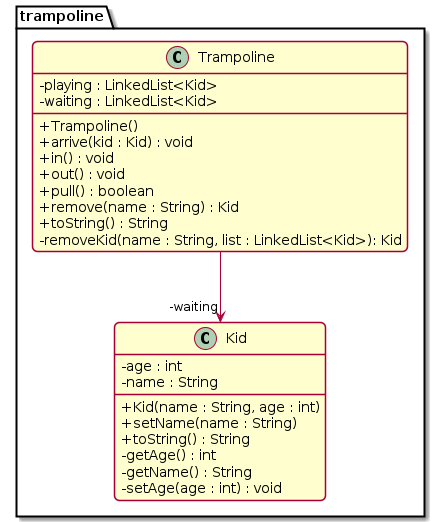 trampoline
C Trampoline
-playing : LinkedList<Kid>
-waiting : LinkedList<Kid>
+Trampoline()
+arrive(kid : Kid) : void
+in() : void
+out() : void
+pull() : boolean
+remove(name : String) : Kid
+toString() : String
-removeKid(name : String, list : LinkedList<Kid>): Kid
-waiting
C Kid
-age : int
-name : String
+Kid(name : String, age : int)
+setName(name : String)
+toString() : String
-getAge() : int
-getName() : String
-setAge(age : int) : void